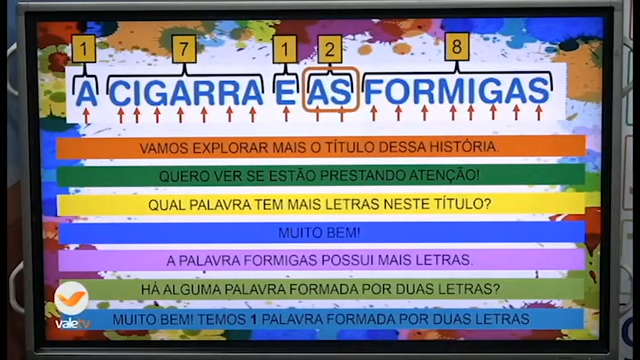 1 7 1 2 8
A CIGARRA E AS FORMIGAS
VAMOS EXPLORAR MAIS O TÍTULO DESSA HISTÓRIA.
QUERO VER SE ESTÃO PRESTANDO ATENÇÃO!
QUAL PALAVRA TEM MAIS LETRAS NESTE TÍTULO?
MUITO BEM!
A PALAVRA FORMIGAS POSSUI MAIS LETRAS.
HÁ ALGUMA PALAVRA FORMADA POR DUAS LETRAS?
MUITO BEM! TEMOS 1 PALAVRA FORMADA POR DUAS LETRAS
valetv